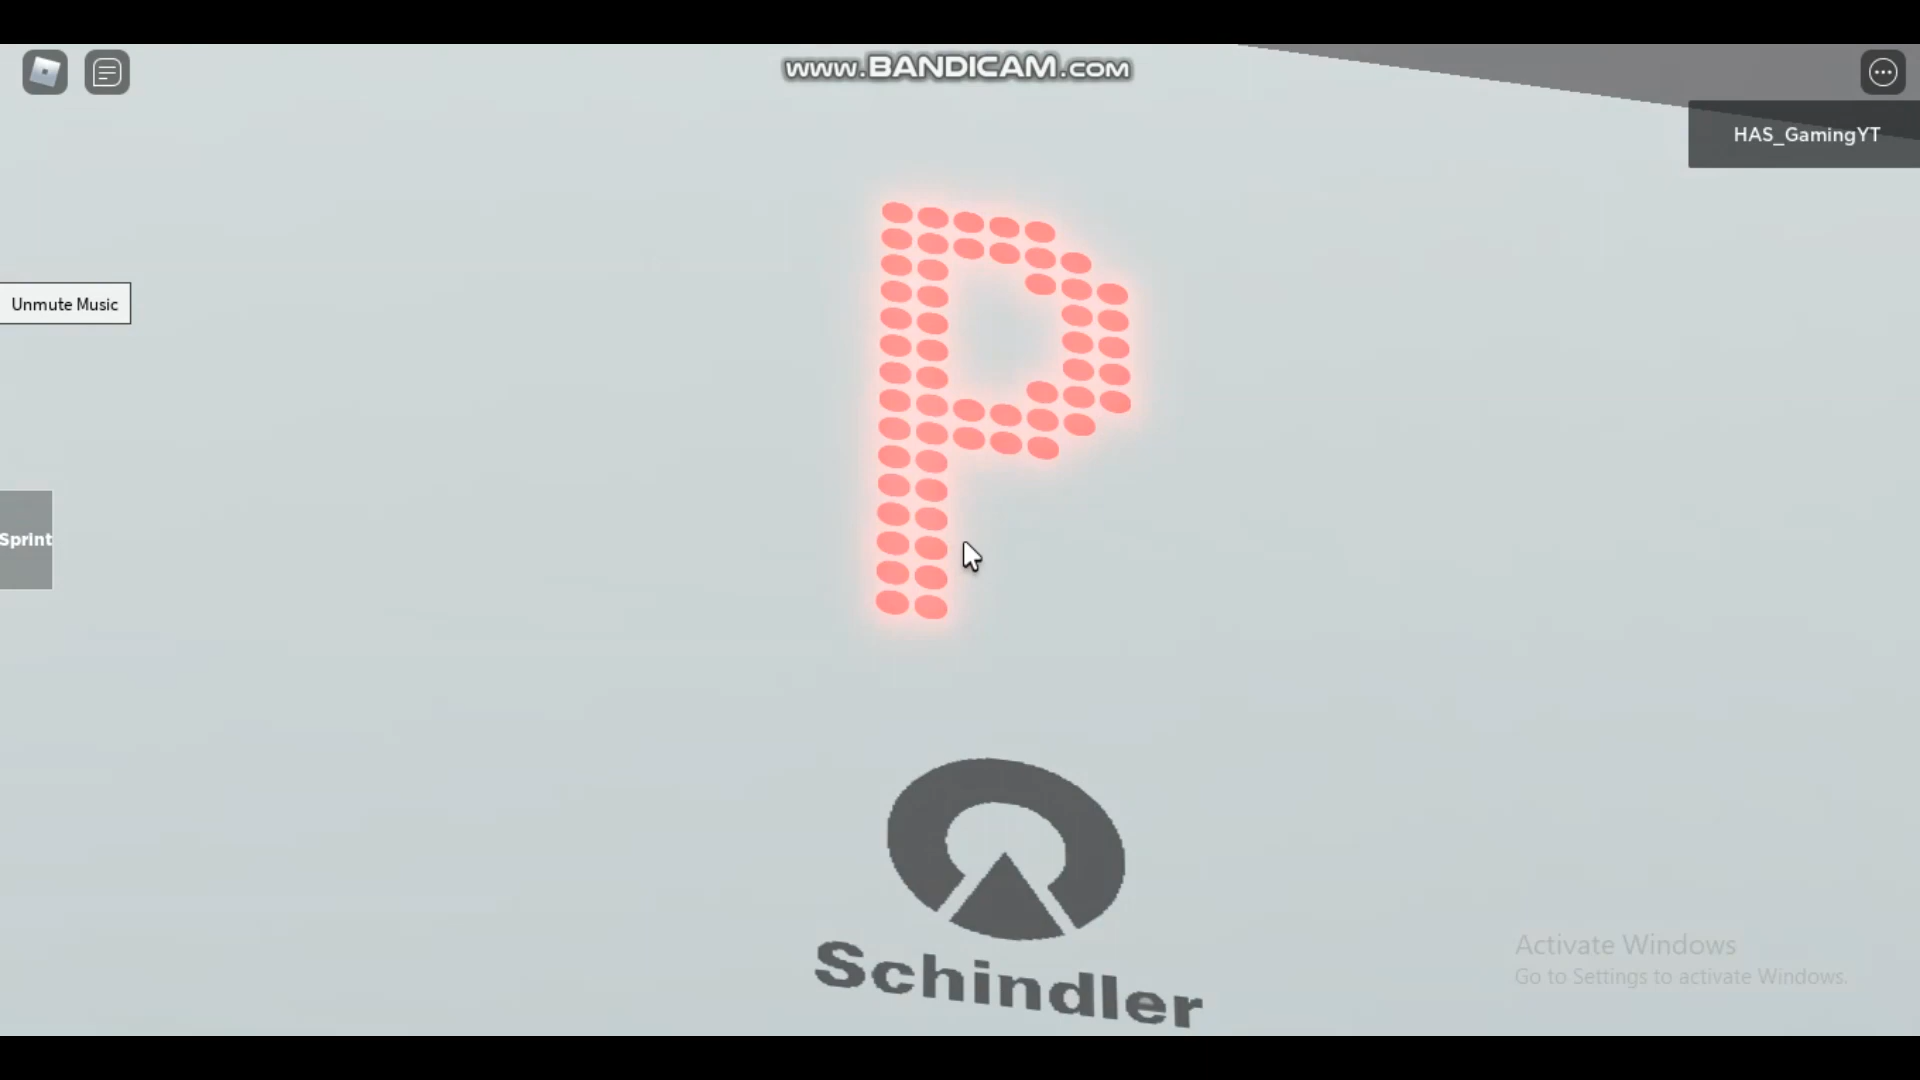 www.BANDICAM.com
HAS_GamingYT
Unmute Music
P
Sprint
Schindler
Activate Windows
Go to Settings to activate Windows.